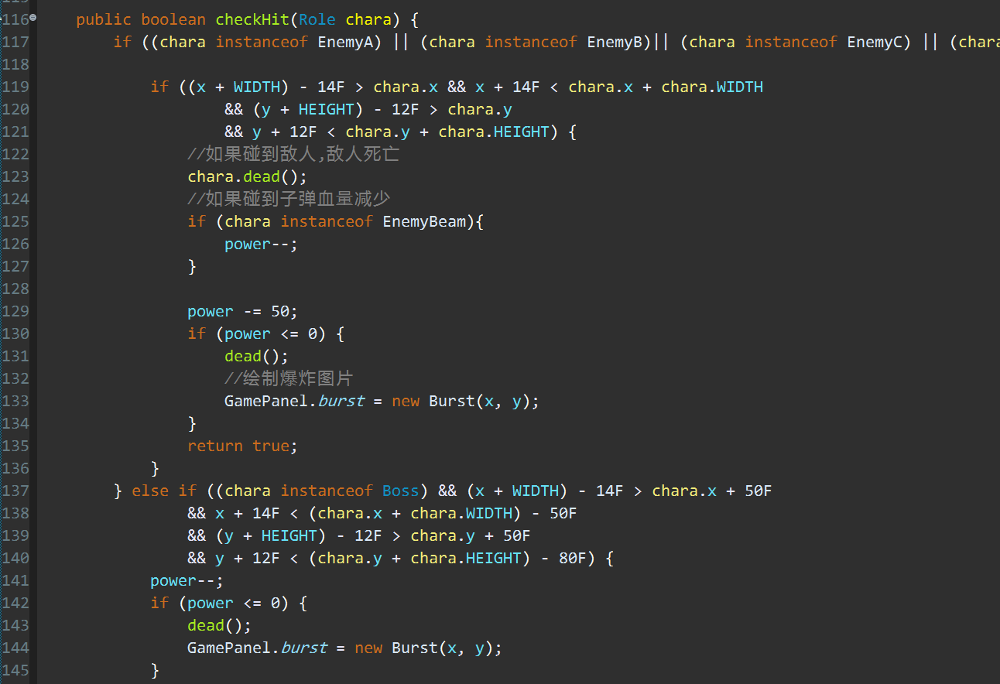 116 public boolean checkHit(Role chara) {
117 if ((chara instanceof EnemyA) || (chara instanceof EnemyB)|| (chara instanceof EnemyC) || (chara
118
119 if ((x + WIDTH) - 14F > chara.x && x + 14F < chara.x + chara.WIDTH
120 && (y + HEIGHT) - 12F > chara.y
121 && y + 12F < chara.y + chara.HEIGHT) {
122 //如果碰到敌人,敌人死亡
123 chara.dead();
124 //如果碰到子弹血量减少
125 if (chara instanceof EnemyBeam){
126 power--;
127 }
128
129 power -= 50;
130 if (power <= 0) {
131 dead();
132 //绘制爆炸图片
133 GamePanel.burst = new Burst(x, y);
134 }
135 return true;
136 }
137 } else if ((chara instanceof Boss) && (x + WIDTH) - 14F > chara.x + 50F
138 && x + 14F < (chara.x + chara.WIDTH) - 50F
139 && (y + HEIGHT) - 12F > chara.y + 50F
140 && y + 12F < (chara.y + chara.HEIGHT) - 80F) {
141 power--;
142 if (power <= 0) {
143 dead();
144 GamePanel.burst = new Burst(x, y);
145 }